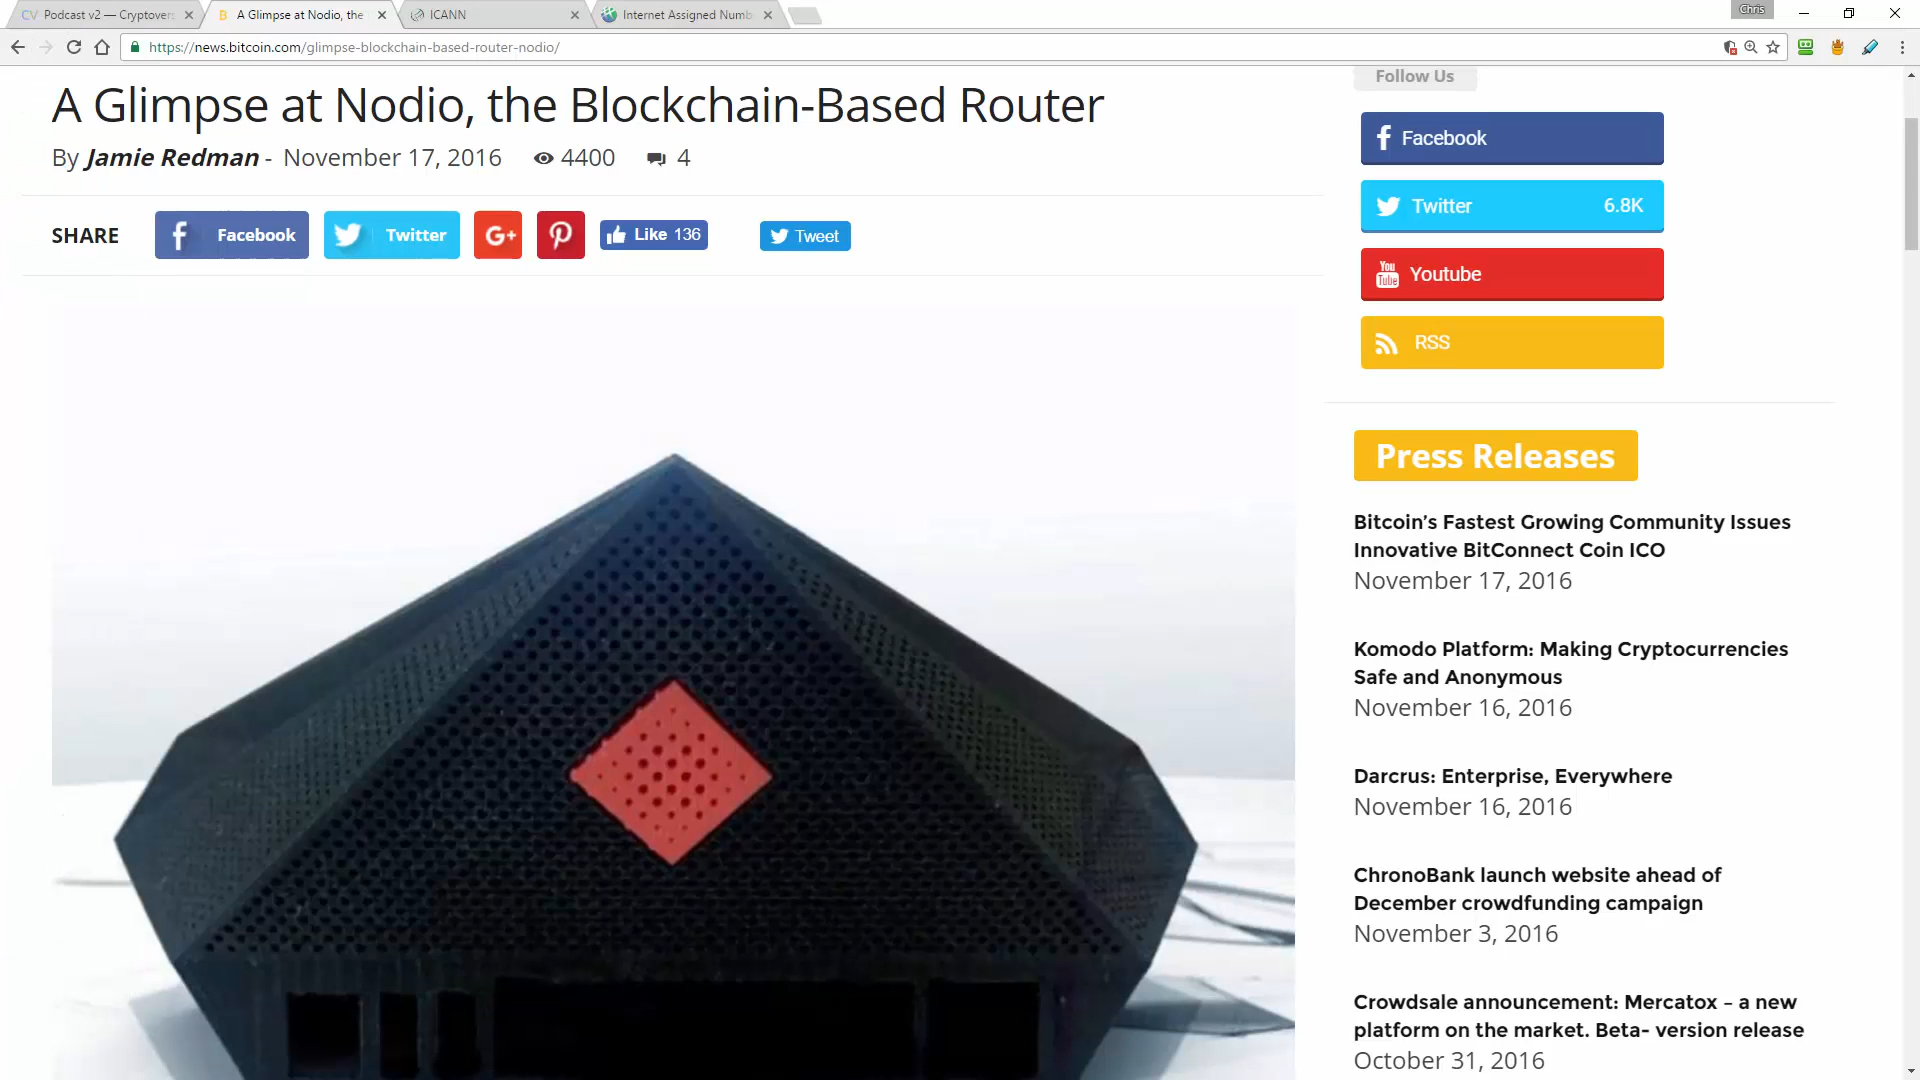 Podcast v2 — Cryptovers
A Glimpse at Nodio, the
ICANN
Internet Assigned Numb
Chris
https://news.bitcoin.com/glimpse-blockchain-based-router-nodio/
A Glimpse at Nodio, the Blockchain-Based Router
By Jamie Redman - November 17, 2016 4400 4
SHARE
Facebook
Twitter
G+
Like 136
Tweet
Follow Us
Facebook
Twitter 6.8K
You
Tube
Youtube
RSS
Press Releases
Bitcoin’s Fastest Growing Community Issues
Innovative BitConnect Coin ICO
November 17, 2016
Komodo Platform: Making Cryptocurrencies
Safe and Anonymous
November 16, 2016
Darcrus: Enterprise, Everywhere
November 16, 2016
ChronoBank launch website ahead of
December crowdfunding campaign
November 3, 2016
Crowdsale announcement: Mercatox – a new
platform on the market. Beta- version release
October 31, 2016